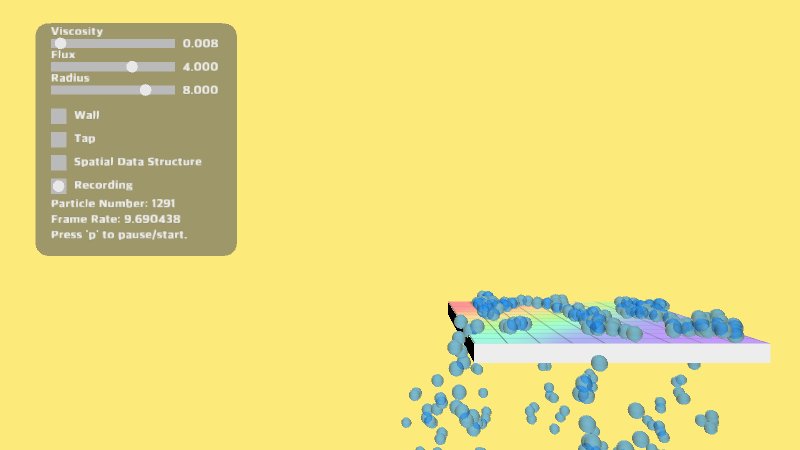 Viscosity
0.008
Flux
4.000
Radius
8.000
Wall
Tap
Spatial Data Structure
Recording
Particle Number: 1291
Frame Rate: 9.690438
Press 'p' to pause/start.